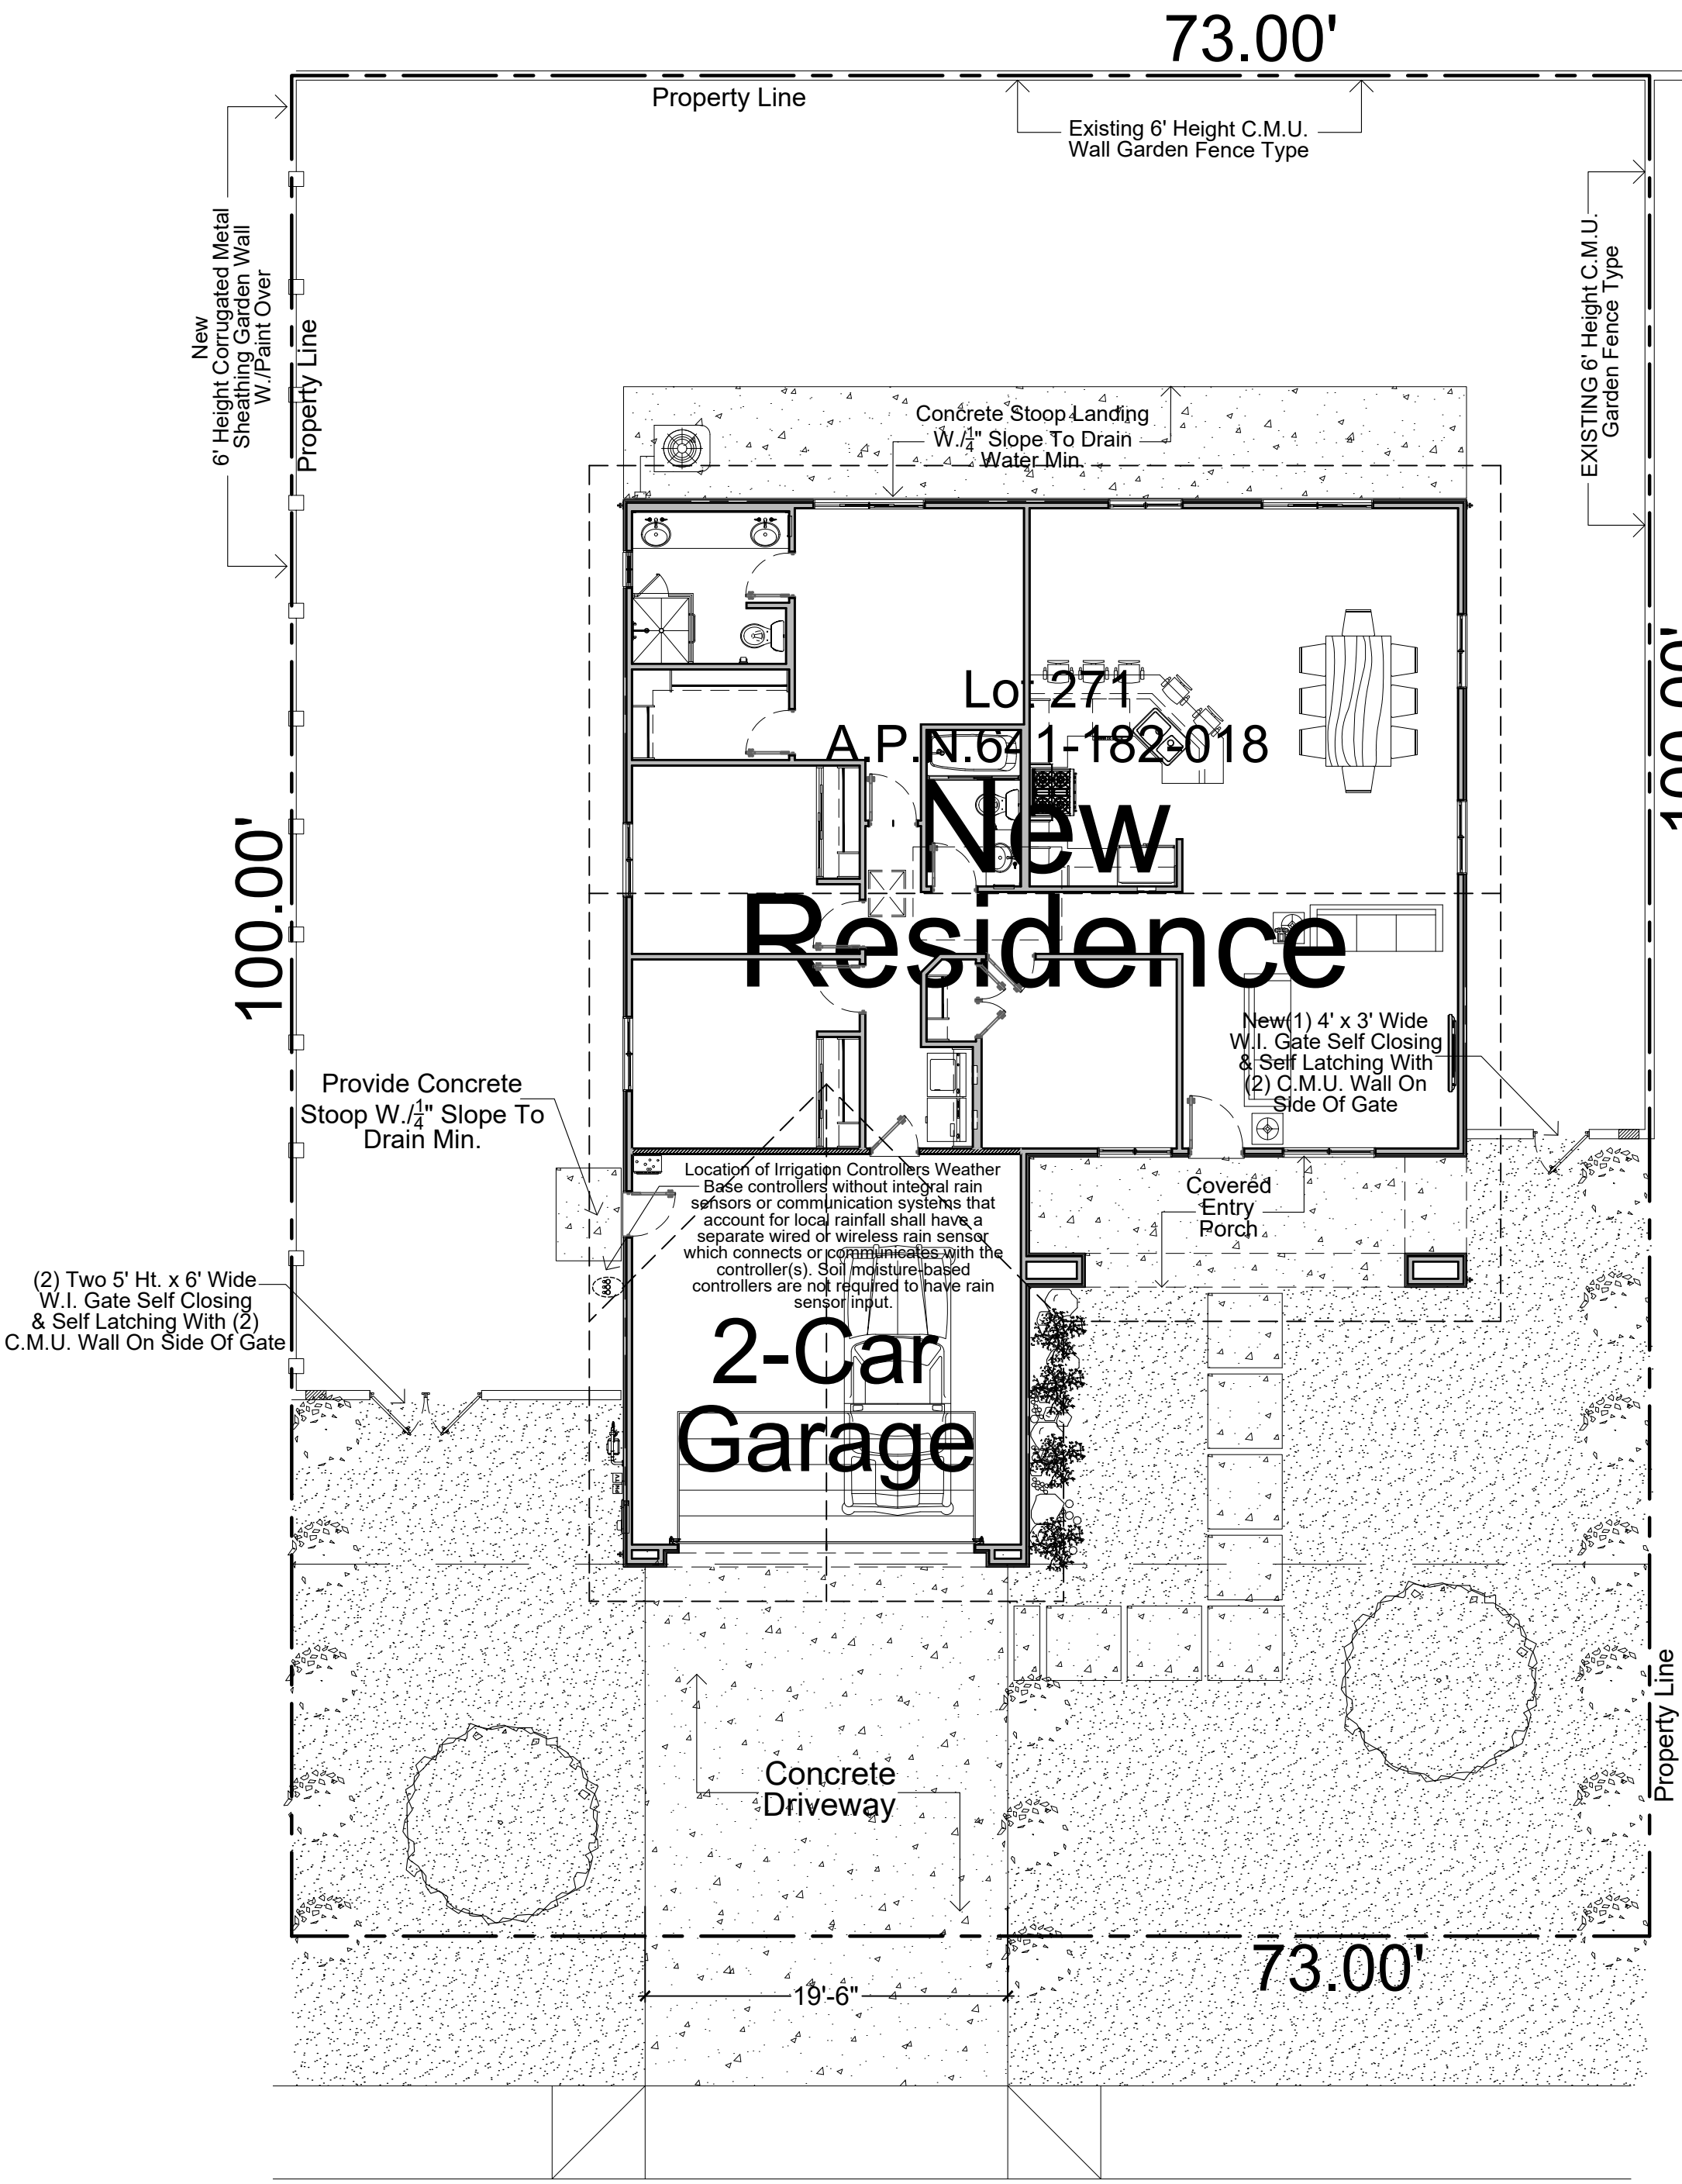 73.00'
Property Line
Existing 6' Height C.M.U.
Wall Garden Fence Type
New
6' Height Corrugated Metal
Sheathing Garden Wall
W./Paint Over
Property Line
EXISTING 6' Height C.M.U.
Garden Fence Type
Concrete Stoop Landing
W./1/4" Slope To Drain
Water Min.
100.00'
100.00'
Lot 271
A.P.N.641-182-018
New
Residence
New(1) 4' x 3' Wide
W.I. Gate Self Closing
& Self Latching With
(2) C.M.U. Wall On
Side Of Gate
Provide Concrete
Stoop W./1/4" Slope To
Drain Min.
Location of Irrigation Controllers Weather
Base controllers without integral rain
sensors or communication systems that
account for local rainfall shall have a
separate wired or wireless rain sensor
which connects or communicates with the
controller(s). Soil moisture-based
controllers are not required to have rain
sensor input.
Covered
Entry
Porch
(2) Two 5' Ht. x 6' Wide
W.I. Gate Self Closing
& Self Latching With (2)
C.M.U. Wall On Side Of Gate
2-Car
Garage
Property Line
Concrete
Driveway
73.00'
19'-6"